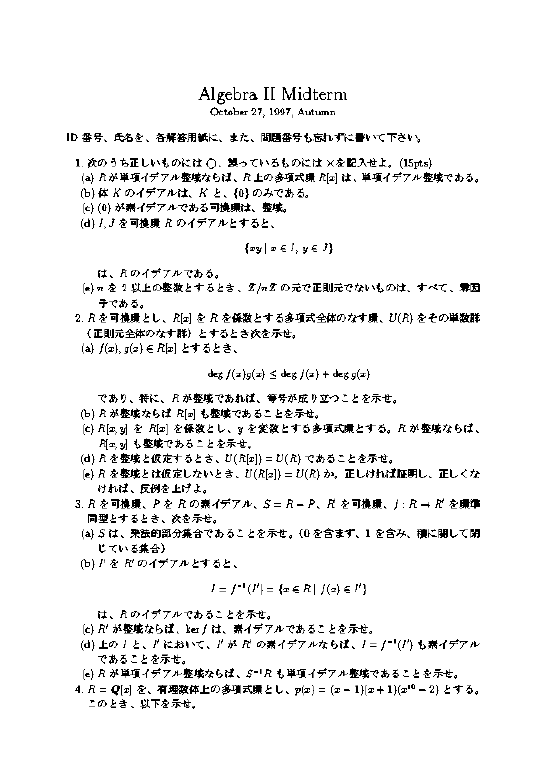 Algebra II Midterm
October 27, 1997, Autumn
ID 番号、氏名を、各解答用紙に、また、問題番号も忘れずに書いて下さい。
1. 次のうち正しいものには ○、誤っているものには × を記入せよ。(15pts)
(a) R が単項イデアル整域ならば、R 上の多項式環 R[x] は、単項イデアル整域である。
(b) 体 K のイデアルは、K と、{0} のみである。
(c) (0) が素イデアルである可換環は、整域。
(d) I, J を可換環 R のイデアルとすると、
{xy | x ∈ I, y ∈ J}
は、R のイデアルである。
(e) n を 2 以上の整数とするとき、Z/nZ の元で正則元でないものは、すべて、零因
子である。
2. R を可換環とし、R[x] を R を係数とする多項式全体のなす環、U(R) をその単数群
(正則元全体のなす群) とするとき次を示せ。
(a) f(x), g(x) ∈ R[x] とするとき、
deg f(x)g(x) ≤ deg f(x) + deg g(x)
であり、特に、R が整域であれば、等号が成り立つことを示せ。
(b) R が整域ならば R[x] も整域であることを示せ。
(c) R[x, y] を R[x] を係数とし、y を変数とする多項式環とする。R が整域ならば、
R[x, y] も整域であることを示せ。
(d) R を整域と仮定するとき、U(R[x]) = U(R) であることを示せ。
(e) R を整域とは仮定しないとき、U(R[x]) = U(R) か。正しければ証明し、正しくな
ければ、反例を上げよ。
3. R を可換環、P を R の素イデアル、S = R − P、R' を可換環、f : R → R' を環準
同型とするとき、次を示せ。
(a) S は、乗法的部分集合であることを示せ。(0 を含まず、1 を含み、積に関して閉
じている集合)
(b) I' を R' のイデアルとすると、
I = f⁻¹(I') = {x ∈ R | f(x) ∈ I'}
は、R のイデアルであることを示せ。
(c) R' が整域ならば、ker f は、素イデアルであることを示せ。
(d) 上の I と、I' において、I' が R' の素イデアルならば、I = f⁻¹(I') も素イデアル
であることを示せ。
(e) R が単項イデアル整域ならば、S⁻¹R も単項イデアル整域であることを示せ。
4. R = Q[x] を、有理数体上の多項式環とし、p(x) = (x − 1)(x + 1)(x¹⁰ − 2) とする。
このとき、以下を示せ。